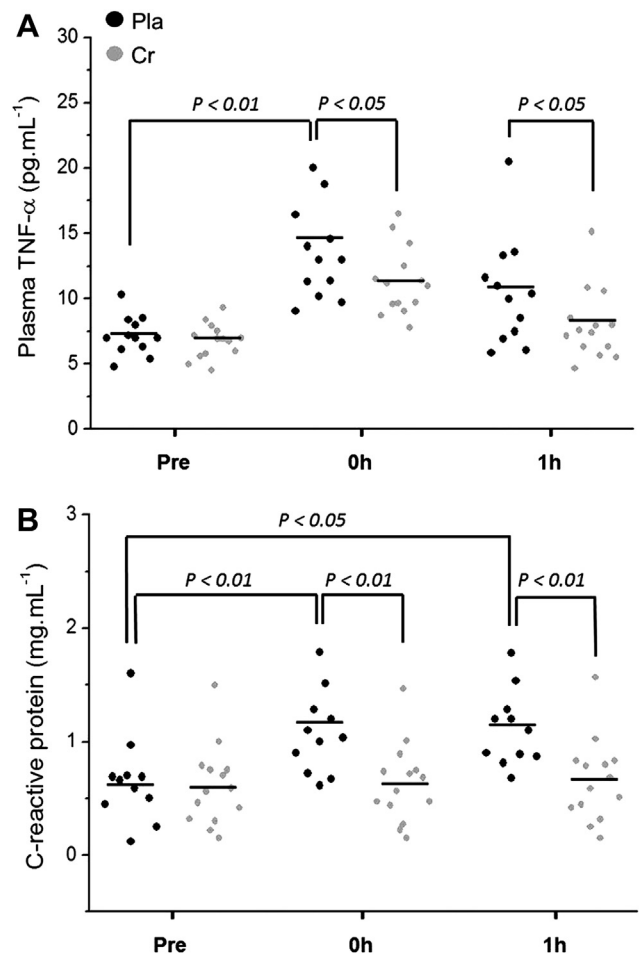 A
Pla
Cr
30
25
20
15
10
5
0
Plasma TNF-α (pg.mL⁻¹)
P < 0.01
P < 0.05
P < 0.05
Pre
0h
1h
B
3
2
1
0
C-reactive protein (mg.mL⁻¹)
P < 0.05
P < 0.01
P < 0.01
P < 0.01
Pre
0h
1h